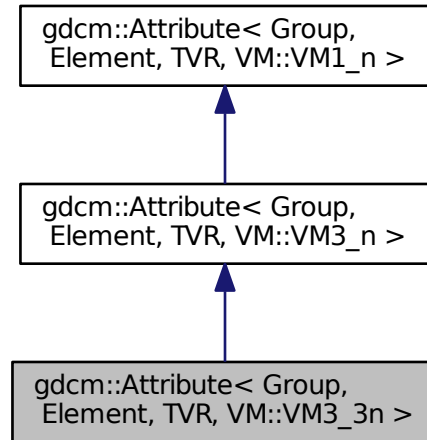 gdcm::Attribute< Group,
Element, TVR, VM::VM1_n >
gdcm::Attribute< Group,
Element, TVR, VM::VM3_n >
gdcm::Attribute< Group,
Element, TVR, VM::VM3_3n >